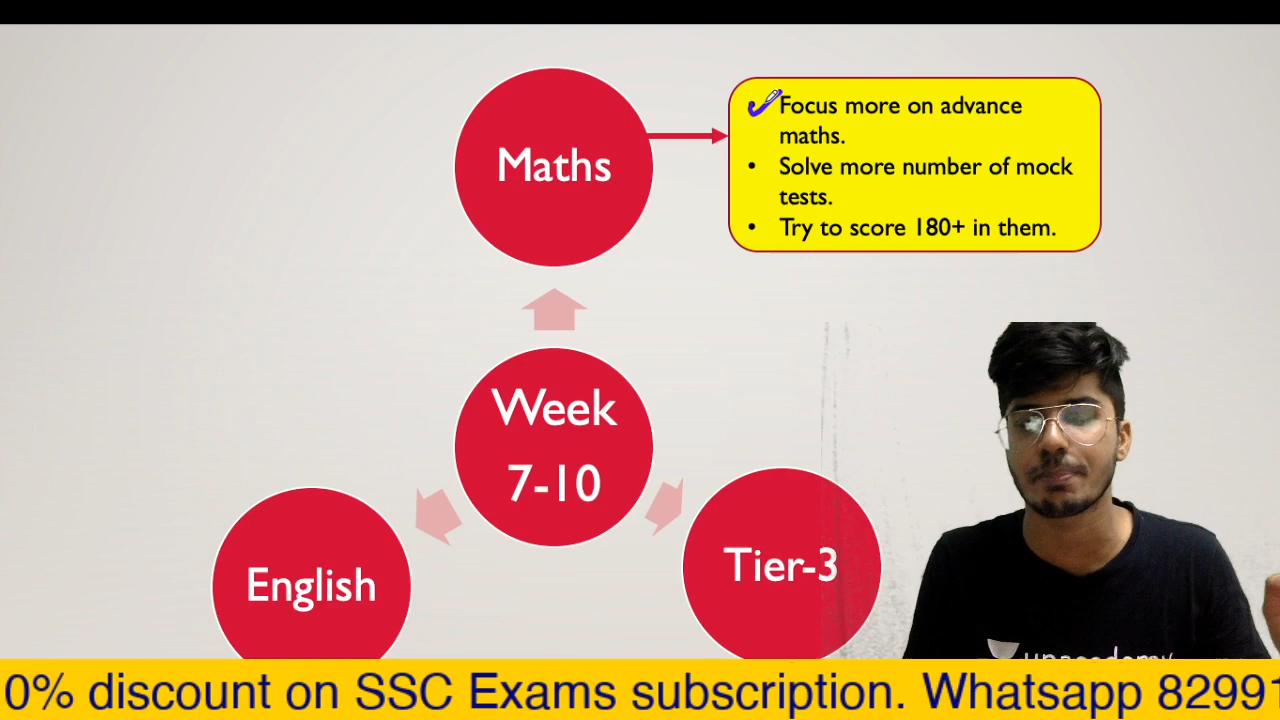 Maths
Focus more on advance
maths.
• Solve more number of mock
tests.
• Try to score 180+ in them.
Week
7-10
English
Tier-3
unacademy
0% discount on SSC Exams subscription. Whatsapp 82991